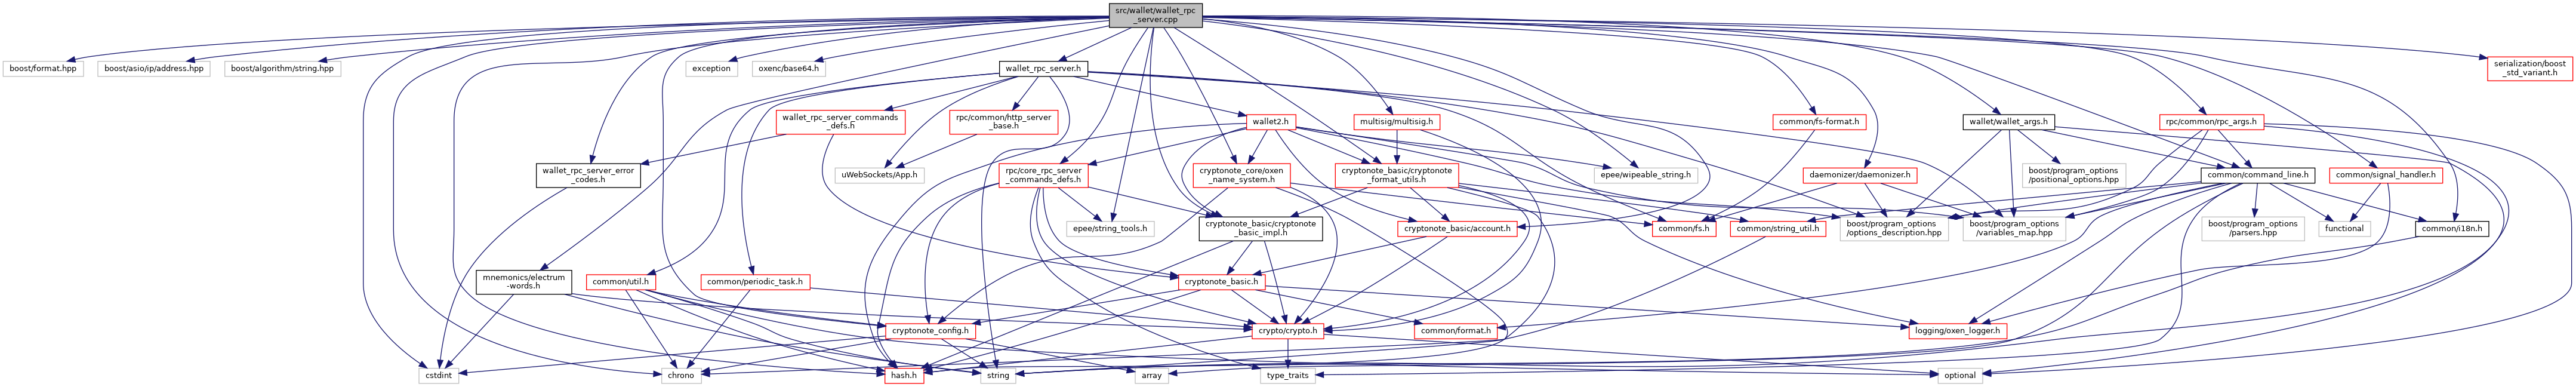 src/wallet/wallet_rpc
_server.cpp
boost/format.hpp
boost/asio/ip/address.hpp
boost/algorithm/string.hpp
exception
oxenc/base64.h
wallet_rpc_server.h
serialization/boost
_std_variant.h
wallet_rpc_server_commands
_defs.h
rpc/common/http_server
_base.h
wallet2.h
multisig/multisig.h
common/fs-format.h
wallet/wallet_args.h
rpc/common/rpc_args.h
wallet_rpc_server_error
_codes.h
uWebSockets/App.h
rpc/core_rpc_server
_commands_defs.h
cryptonote_core/oxen
_name_system.h
cryptonote_basic/cryptonote
_format_utils.h
epee/wipeable_string.h
daemonizer/daemonizer.h
boost/program_options
/positional_options.hpp
common/command_line.h
common/signal_handler.h
epee/string_tools.h
cryptonote_basic/cryptonote
_basic_impl.h
cryptonote_basic/account.h
common/fs.h
common/string_util.h
boost/program_options
/options_description.hpp
boost/program_options
/variables_map.hpp
boost/program_options
/parsers.hpp
functional
common/i18n.h
mnemonics/electrum
-words.h
common/util.h
common/periodic_task.h
cryptonote_basic.h
cryptonote_config.h
crypto/crypto.h
common/format.h
logging/oxen_logger.h
cstdint
chrono
hash.h
string
array
type_traits
optional